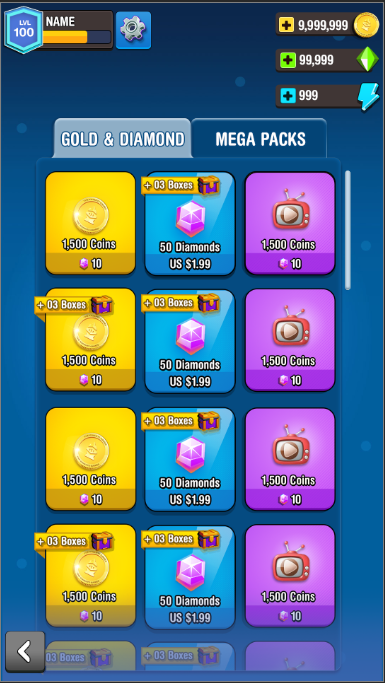 LVL
100
NAME
9,999,999
99,999
999
GOLD & DIAMOND
MEGA PACKS
1,500 Coins
10
+ 03 Boxes
50 Diamonds
US $1.99
1,500 Coins
10
+ 03 Boxes
1,500 Coins
10
+ 03 Boxes
50 Diamonds
US $1.99
1,500 Coins
10
1,500 Coins
10
+ 03 Boxes
50 Diamonds
US $1.99
1,500 Coins
10
+ 03 Boxes
1,500 Coins
10
+ 03 Boxes
50 Diamonds
US $1.99
1,500 Coins
10
+ 03 Boxes
+ 03 Boxes